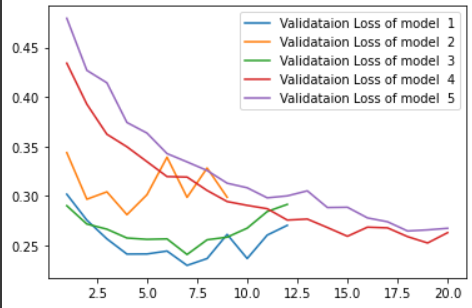 Validataion Loss of model 1
Validataion Loss of model 2
Validataion Loss of model 3
Validataion Loss of model 4
Validataion Loss of model 5
0.45
0.40
0.35
0.30
0.25
2.5 5.0 7.5 10.0 12.5 15.0 17.5 20.0